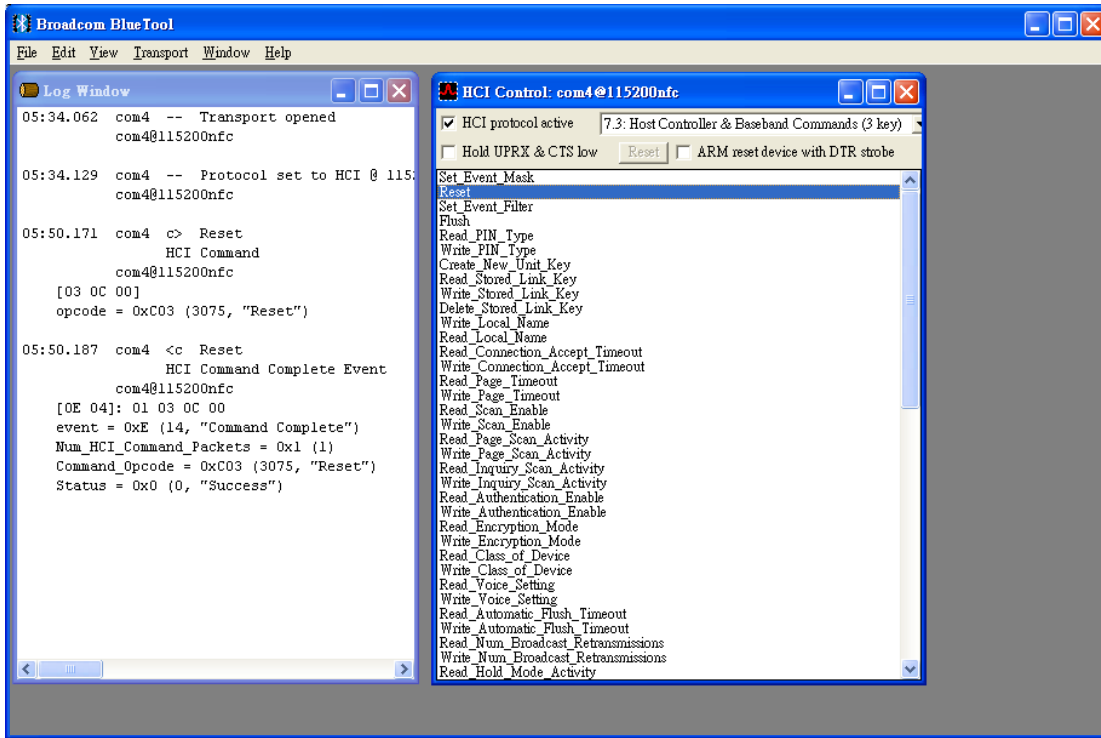 Broadcom BlueTool
File Edit View Transport Window Help
Log Window
05:34.062 com4 -- Transport opened
com4@115200nfc
05:34.129 com4 -- Protocol set to HCI @ 115
com4@115200nfc
05:50.171 com4 c> Reset
HCI Command
com4@115200nfc
[03 0C 00]
opcode = 0xC03 (3075, "Reset")
05:50.187 com4 <c Reset
HCI Command Complete Event
com4@115200nfc
[0E 04]: 01 03 0C 00
event = 0xE (14, "Command Complete")
Num_HCI_Command_Packets = 0x1 (1)
Command_Opcode = 0xC03 (3075, "Reset")
Status = 0x0 (0, "Success")
HCI Control: com4@115200nfc
HCI protocol active 7.3: Host Controller & Baseband Commands (3 key)
Hold UPRX & CTS low Reset ARM reset device with DTR strobe
Set_Event_Mask
Reset
Set_Event_Filter
Flush
Read_PIN_Type
Write_PIN_Type
Create_New_Unit_Key
Read_Stored_Link_Key
Write_Stored_Link_Key
Delete_Stored_Link_Key
Write_Local_Name
Read_Local_Name
Read_Connection_Accept_Timeout
Write_Connection_Accept_Timeout
Read_Page_Timeout
Write_Page_Timeout
Read_Scan_Enable
Write_Scan_Enable
Read_Page_Scan_Activity
Write_Page_Scan_Activity
Read_Inquiry_Scan_Activity
Write_Inquiry_Scan_Activity
Read_Authentication_Enable
Write_Authentication_Enable
Read_Encryption_Mode
Write_Encryption_Mode
Read_Class_of_Device
Write_Class_of_Device
Read_Voice_Setting
Write_Voice_Setting
Read_Automatic_Flush_Timeout
Write_Automatic_Flush_Timeout
Read_Num_Broadcast_Retransmissions
Write_Num_Broadcast_Retransmissions
Read_Hold_Mode_Activity